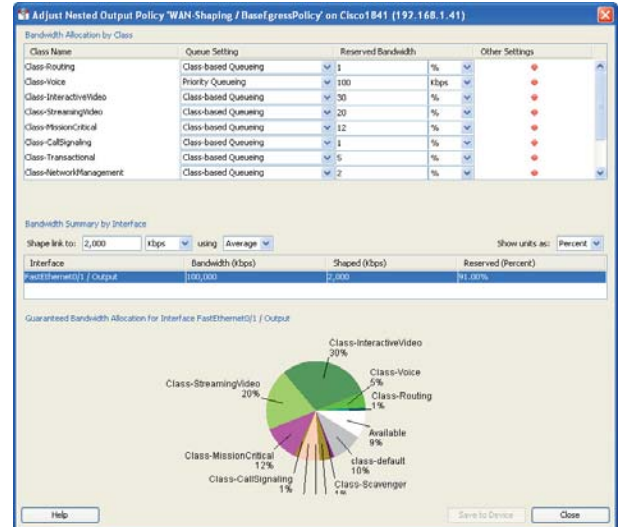 Adjust Nested Output Policy 'WAN-Shaping / BaseEgressPolicy' on Cisco1841 (192.168.1.41)
Bandwidth Allocation by Class
Class Name Queue Setting Reserved Bandwidth Other Settings
Class-Routing Class-based Queueing 1 %
Class-Voice Priority Queueing 100 Kbps
Class-InteractiveVideo Class-based Queueing 30 %
Class-StreamingVideo Class-based Queueing 20 %
Class-MissionCritical Class-based Queueing 12 %
Class-CallSignaling Class-based Queueing 1 %
Class-Transactional Class-based Queueing 5 %
Class-NetworkManagement Class-based Queueing 2 %
Bandwidth Summary by Interface
Shape link to: 2,000 Kbps using Average Show units as: Percent
Interface Bandwidth (Kbps) Shaped (Kbps) Reserved (Percent)
FastEthernet0/1 / Output 100,000 2,000 91.00%
Guaranteed Bandwidth Allocation for Interface FastEthernet0/1 / Output
Class-InteractiveVideo
30%
Class-Voice
5%
Class-Routing
1%
Class-StreamingVideo
20%
Available
9%
Class-MissionCritical
12%
class-default
10%
Class-CallSignaling
1%
Class-Scavenger
1%
Help Save to Device Close